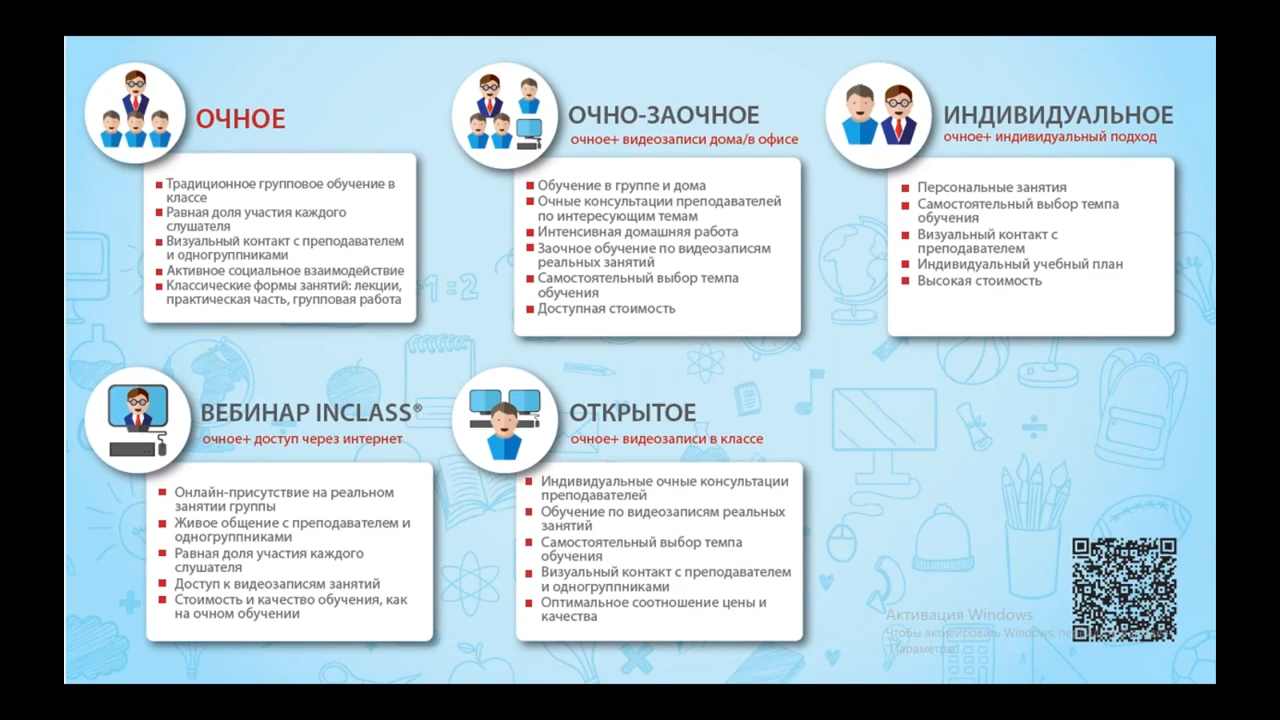 ОЧНОЕ
Традиционное групповое обучение в
классе
Равная доля участия каждого
слушателя
Визуальный контакт с преподавателем
и одногруппниками
Активное социальное взаимодействие
Классические формы занятий: лекции,
практическая часть, групповая работа
ОЧНО-ЗАОЧНОЕ
очное+ видеозаписи дома/в офисе
Обучение в группе и дома
Очные консультации преподавателей
по интересующим темам
Интенсивная домашняя работа
Заочное обучение по видеозаписям
реальных занятий
Самостоятельный выбор темпа
обучения
Доступная стоимость
ИНДИВИДУАЛЬНОЕ
очное+ индивидуальный подход
Персональные занятия
Самостоятельный выбор темпа
обучения
Визуальный контакт с
преподавателем
Индивидуальный учебный план
Высокая стоимость
ВЕБИНАР INCLASS®
очное+ доступ через интернет
Онлайн-присутствие на реальном
занятии группы
Живое общение с преподавателем и
одногруппниками
Равная доля участия каждого
слушателя
Доступ к видеозаписям занятий
Стоимость и качество обучения, как
на очном обучении
ОТКРЫТОЕ
очное+ видеозаписи в классе
Индивидуальные очные консультации
преподавателей
Обучение по видеозаписям реальных
занятий
Самостоятельный выбор темпа
обучения
Визуальный контакт с преподавателем
и одногруппниками
Оптимальное соотношение цены и
качества
Активация Windows
Чтобы активировать Windows,
"Параметры".